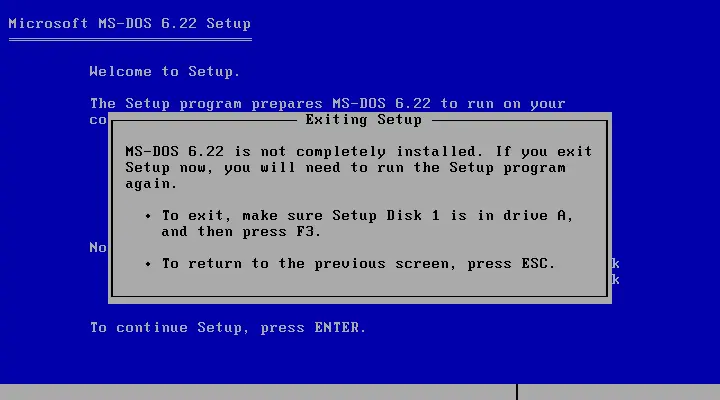 Microsoft MS-DOS 6.22 Setup
Welcome to Setup.
The Setup program prepares MS-DOS 6.22 to run on your
co
Exiting Setup
MS-DOS 6.22 is not completely installed. If you exit
Setup now, you will need to run the Setup program
again.
• To exit, make sure Setup Disk 1 is in drive A,
and then press F3.
• To return to the previous screen, press ESC.
No
k
k
To continue Setup, press ENTER.